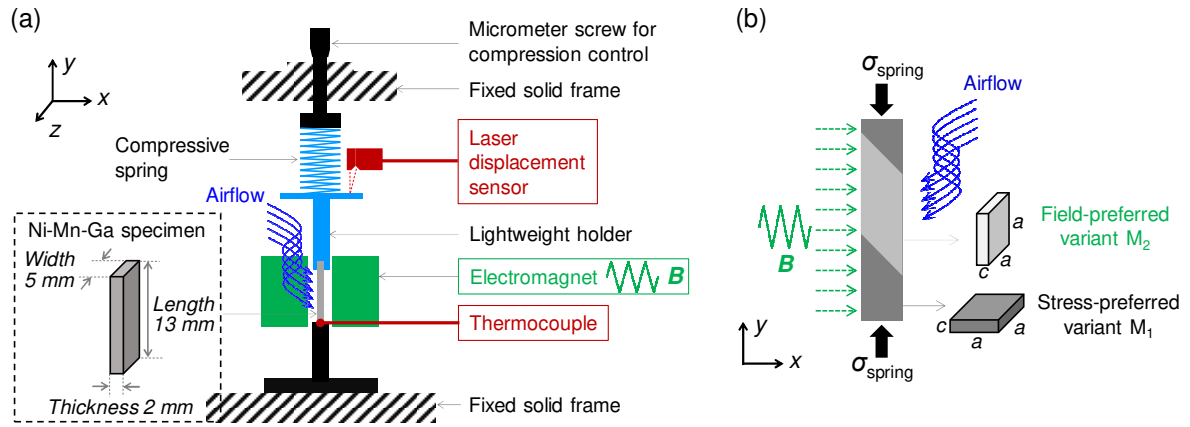 (a)
y
x
z
Micrometer screw for
compression control
Fixed solid frame
Compressive
spring
Laser
displacement
sensor
Airflow
Ni-Mn-Ga specimen
Width
5 mm
Length
13 mm
Thickness 2 mm
Lightweight holder
Electromagnet B
Thermocouple
Fixed solid frame
(b)
σspring
Airflow
B
a
c a
Field-preferred
variant M2
c
a a
Stress-preferred
variant M1
y
x
σspring